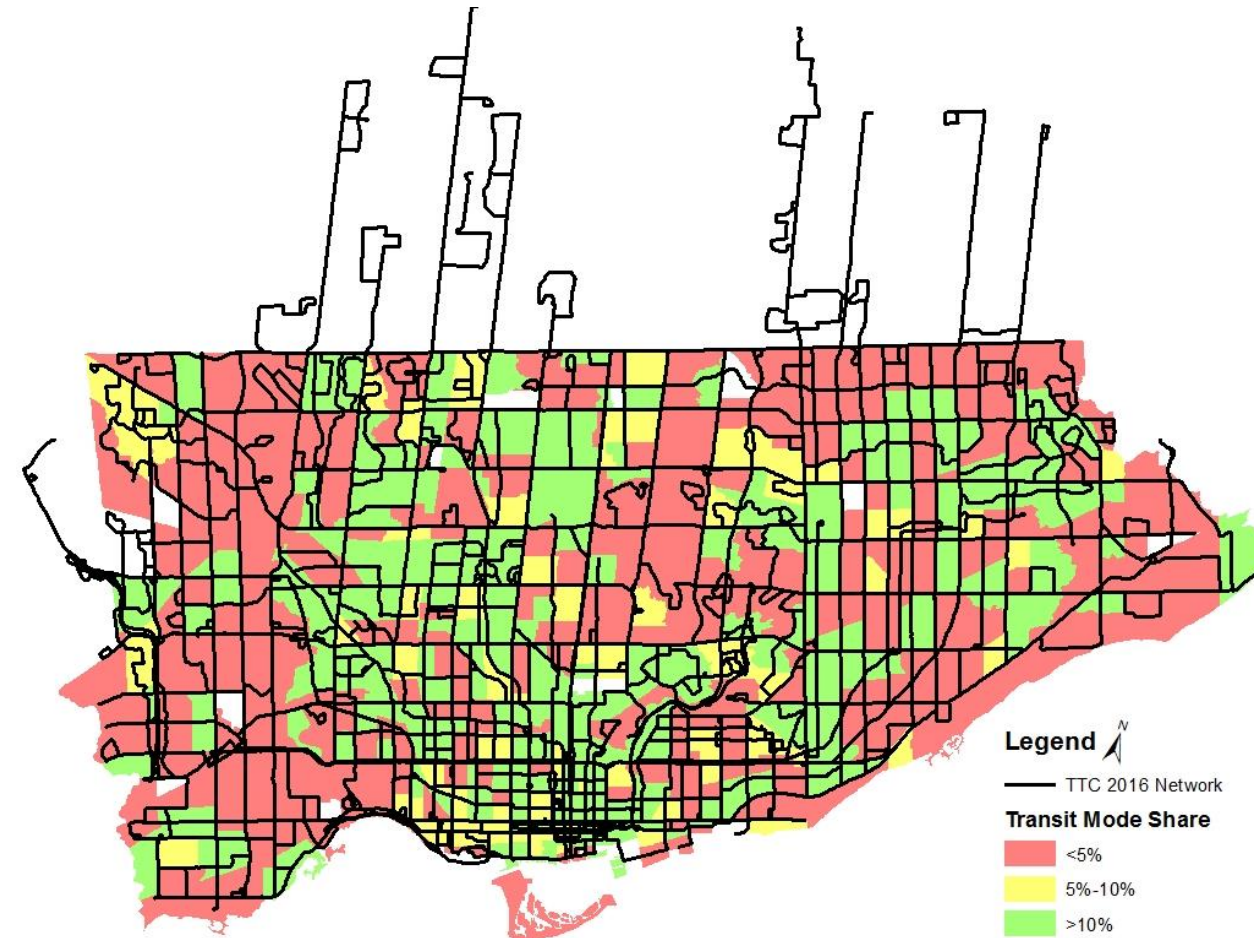 Legend
N
TTC 2016 Network
Transit Mode Share
<5%
5%-10%
>10%